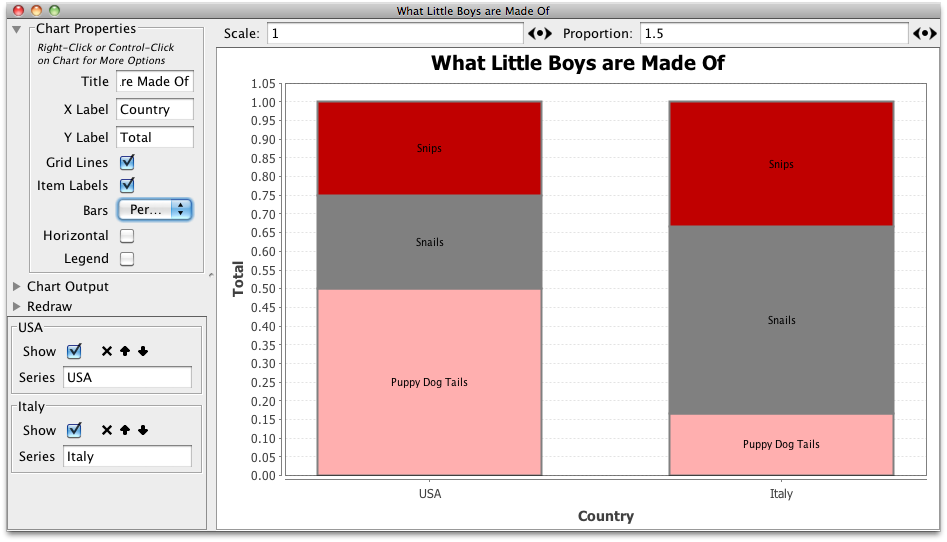 What Little Boys are Made Of
Chart Properties
Right-Click or Control-Click
on Chart for More Options
Title re Made Of
X Label Country
Y Label Total
Grid Lines
Item Labels
Bars Per...
Horizontal
Legend
Chart Output
Redraw
USA
Show
Series USA
Italy
Show
Series Italy
Scale: 1 Proportion: 1.5
What Little Boys are Made Of
1.05
1.00
0.95
0.90
0.85
0.80
0.75
0.70
0.65
0.60
0.55
0.50
0.45
0.40
0.35
0.30
0.25
0.20
0.15
0.10
0.05
0.00
Total
Snips
Snails
Puppy Dog Tails
Snips
Snails
Puppy Dog Tails
USA Italy
Country